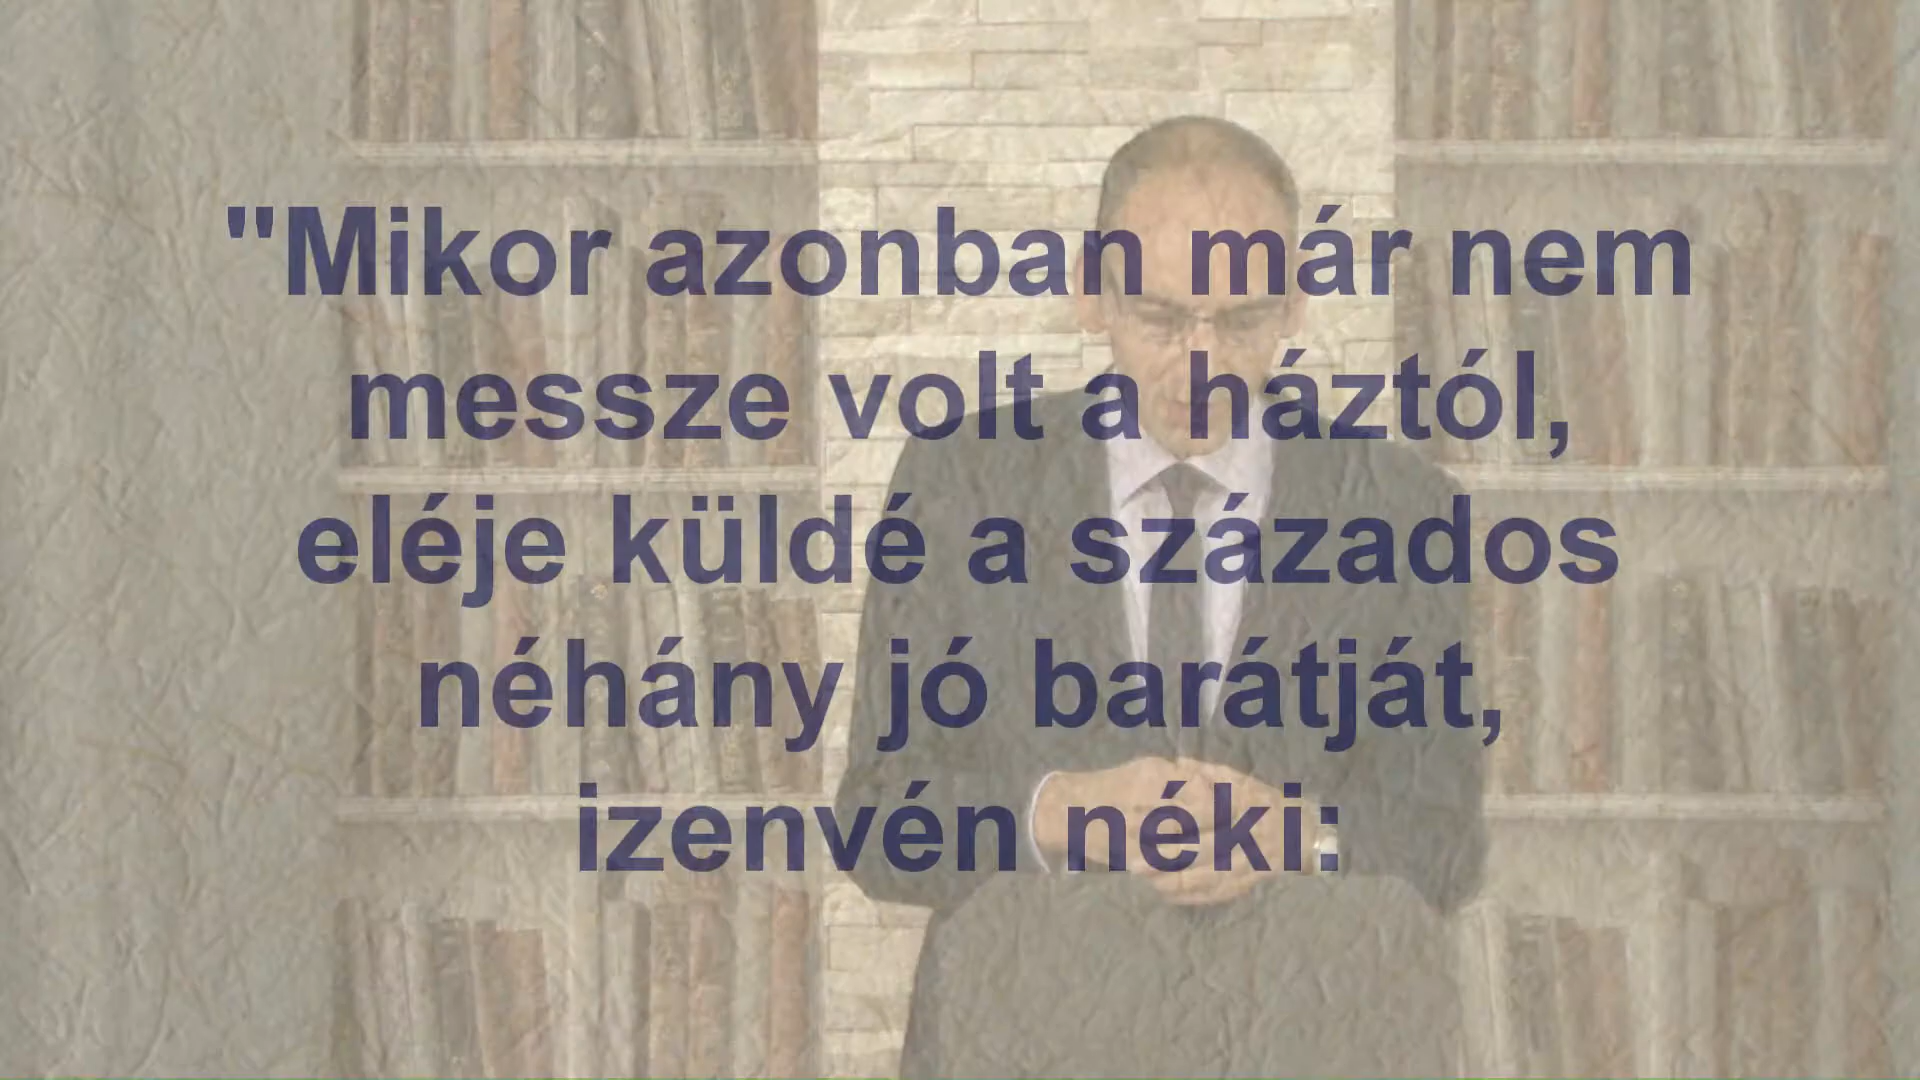 "Mikor azonban már nem
messze volt a háztól,
eléje küldé a százados
néhány jó barátját,
izenvén néki: